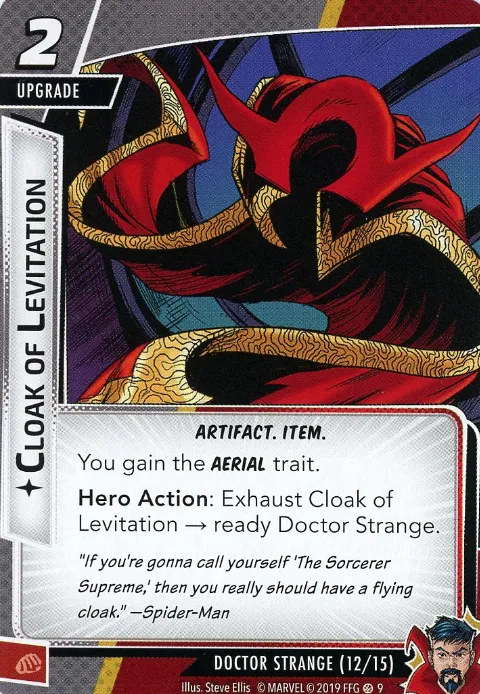 2
UPGRADE
CLOAK OF LEVITATION
ARTIFACT. ITEM.
You gain the AERIAL trait.
Hero Action: Exhaust Cloak of
Levitation → ready Doctor Strange.
"If you're gonna call yourself 'The Sorcerer
Supreme,' then you really should have a flying
cloak." —Spider-Man
DOCTOR STRANGE (12/15)
Illus. Steve Ellis © MARVEL © 2019 FFG 9